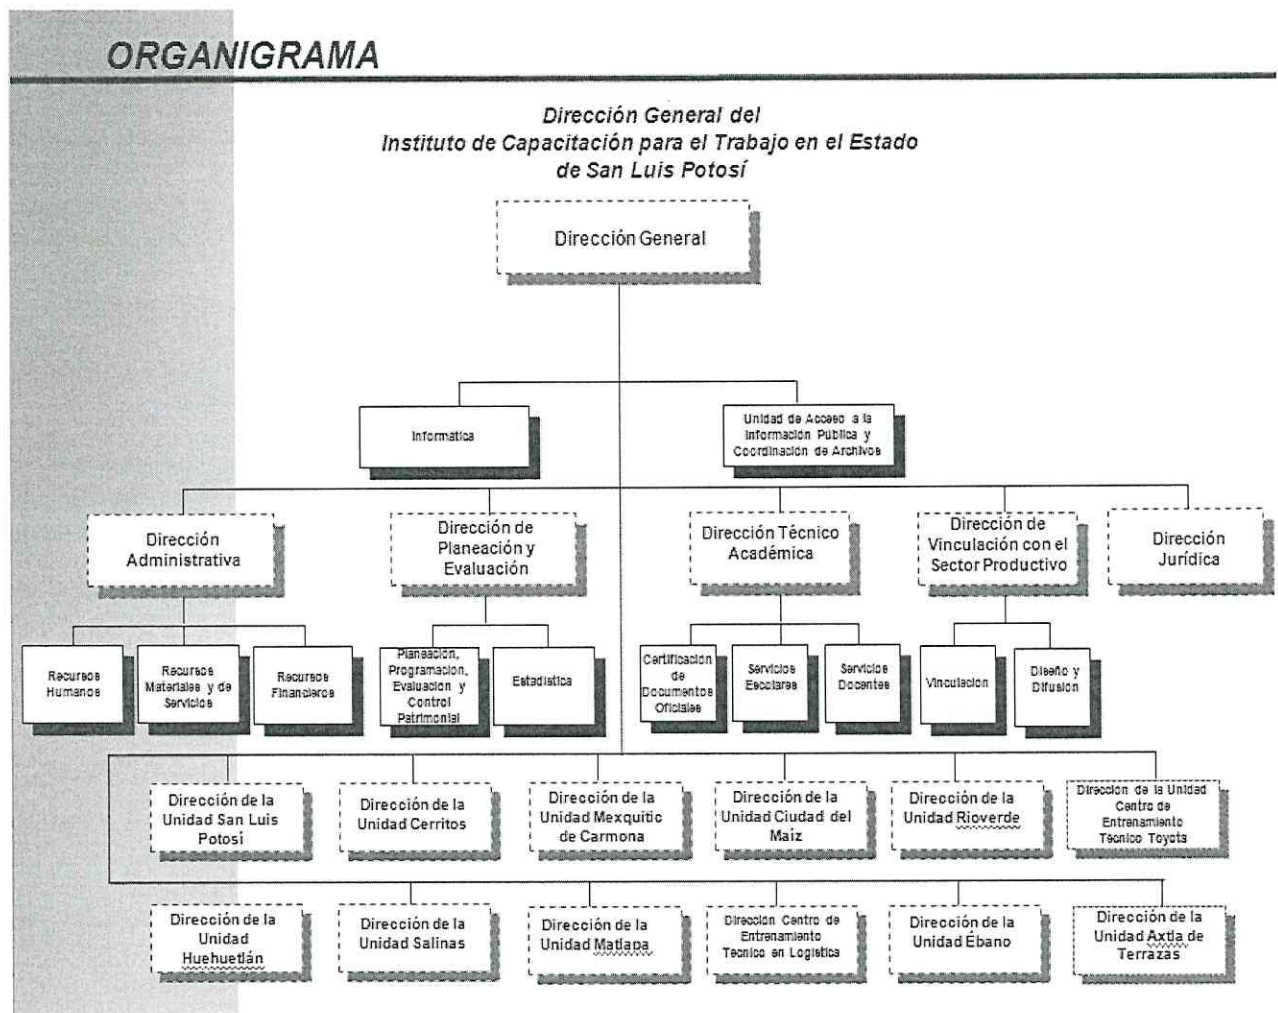 ORGANIGRAMA
Dirección General del
Instituto de Capacitación para el Trabajo en el Estado
de San Luis Potosí
Dirección General
Informática
Unidad de Acceso a la
Información Pública y
Coordinación de Archivos
Dirección
Administrativa
Dirección de
Planeación y
Evaluación
Dirección Técnico
Académica
Dirección de
Vinculación con el
Sector Productivo
Dirección
Jurídica
Recursos
Humanos
Recursos
Materiales y de
Servicios
Recursos
Financieros
Planeación,
Programación,
Evaluación y
Control
Patrimonial
Estadística
Certificación
de
Documentos
Oficiales
Servicios
Escolares
Servicios
Docentes
Vinculación
Diseño y
Difusión
Dirección de la
Unidad San Luis
Potosí
Dirección de la
Unidad Cerritos
Dirección de la
Unidad Mexquitic
de Carmona
Dirección de la
Unidad Ciudad del
Maíz
Dirección de la
Unidad Rioverde
Dirección de la Unidad
Centro de
Entrenamiento
Técnico Toyota
Dirección de la
Unidad
Huehuetlán
Dirección de la
Unidad Salinas
Dirección de la
Unidad Matlapa
Dirección Centro de
Entrenamiento
Técnico en Logística
Dirección de la
Unidad Ébano
Dirección de la
Unidad Axtla de
Terrazas